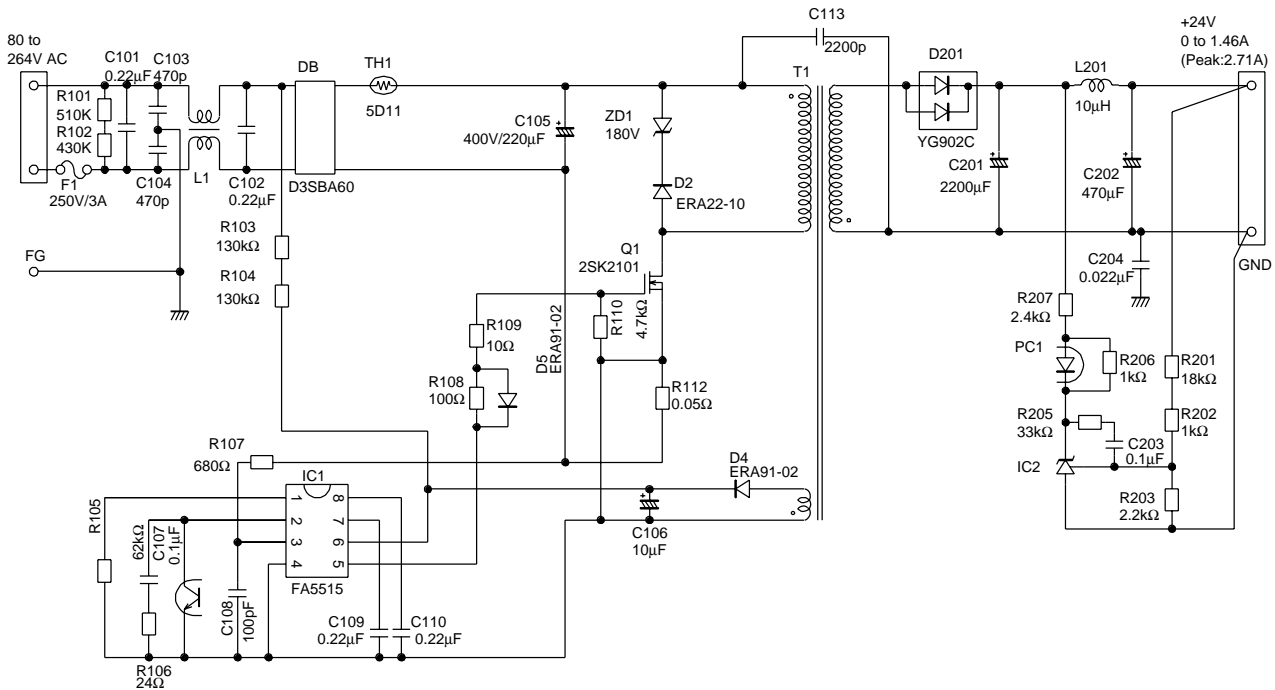 80 to
264V AC
C101
0.22µF
C103
470p
R101
510K
R102
430K
F1
250V/3A
C104
470p
L1
C102
0.22µF
DB
D3SBA60
TH1
5D11
C105
400V/220µF
ZD1
180V
D2
ERA22-10
C113
2200p
T1
D201
YG902C
C201
2200µF
L201
10µH
C202
470µF
+24V
0 to 1.46A
(Peak:2.71A)
GND
C204
0.022µF
FG
R103
130kΩ
R104
130kΩ
Q1
2SK2101
R109
10Ω
R108
100Ω
D5
ERA91-02
R110
4.7kΩ
R112
0.05Ω
R207
2.4kΩ
PC1
R206
1kΩ
R201
18kΩ
R205
33kΩ
R202
1kΩ
C203
0.1µF
IC2
R203
2.2kΩ
R107
680Ω
D4
ERA91-02
C106
10µF
R105
62kΩ
C107
0.1µF
IC1
1
2
3
4
8
7
6
5
FA5515
C108
100pF
C109
0.22µF
C110
0.22µF
R106
24Ω